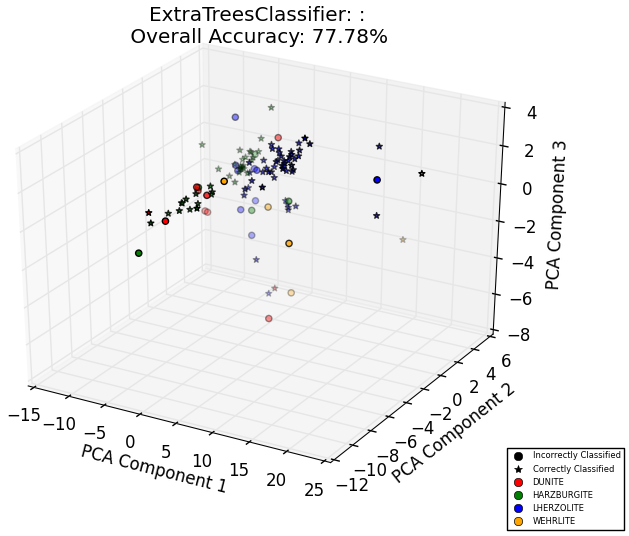 ExtraTreesClassifier: :
Overall Accuracy: 77.78%
4
2
0
−2
−4
−6
−8
PCA Component 3
6
4
2
0
−2
−4
−6
−8
−10
−12
PCA Component 2
−15
−10
−5
0
5
10
15
20
25
PCA Component 1
Incorrectly Classified
Correctly Classified
DUNITE
HARZBURGITE
LHERZOLITE
WEHRLITE